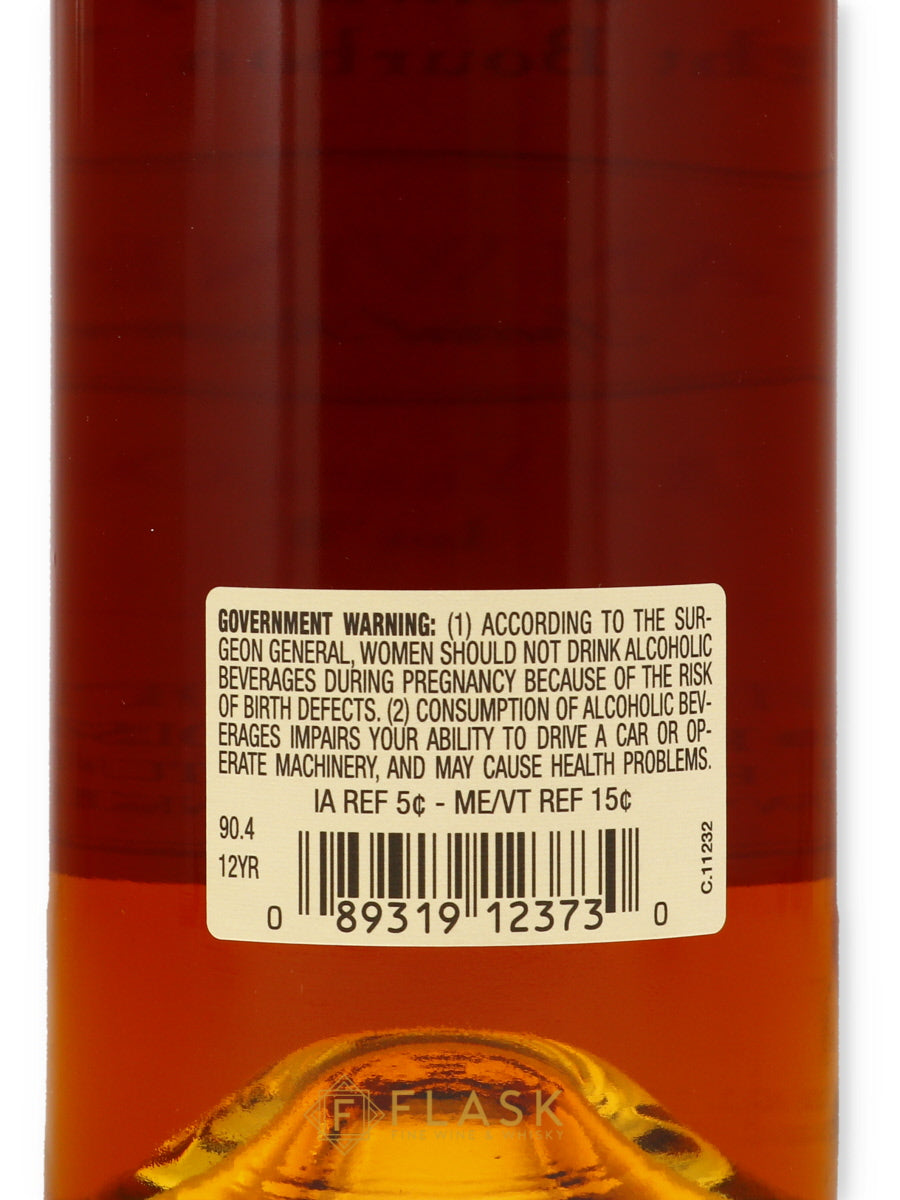 GOVERNMENT WARNING: (1) ACCORDING TO THE SUR-
GEON GENERAL, WOMEN SHOULD NOT DRINK ALCOHOLIC
BEVERAGES DURING PREGNANCY BECAUSE OF THE RISK
OF BIRTH DEFECTS. (2) CONSUMPTION OF ALCOHOLIC BEV-
ERAGES IMPAIRS YOUR ABILITY TO DRIVE A CAR OR OP-
ERATE MACHINERY, AND MAY CAUSE HEALTH PROBLEMS.
IA REF 5¢ - ME/VT REF 15¢
90.4
12YR
C.11232
0 89319 12373 0
F FLASK
FINE WINE & WHISKY